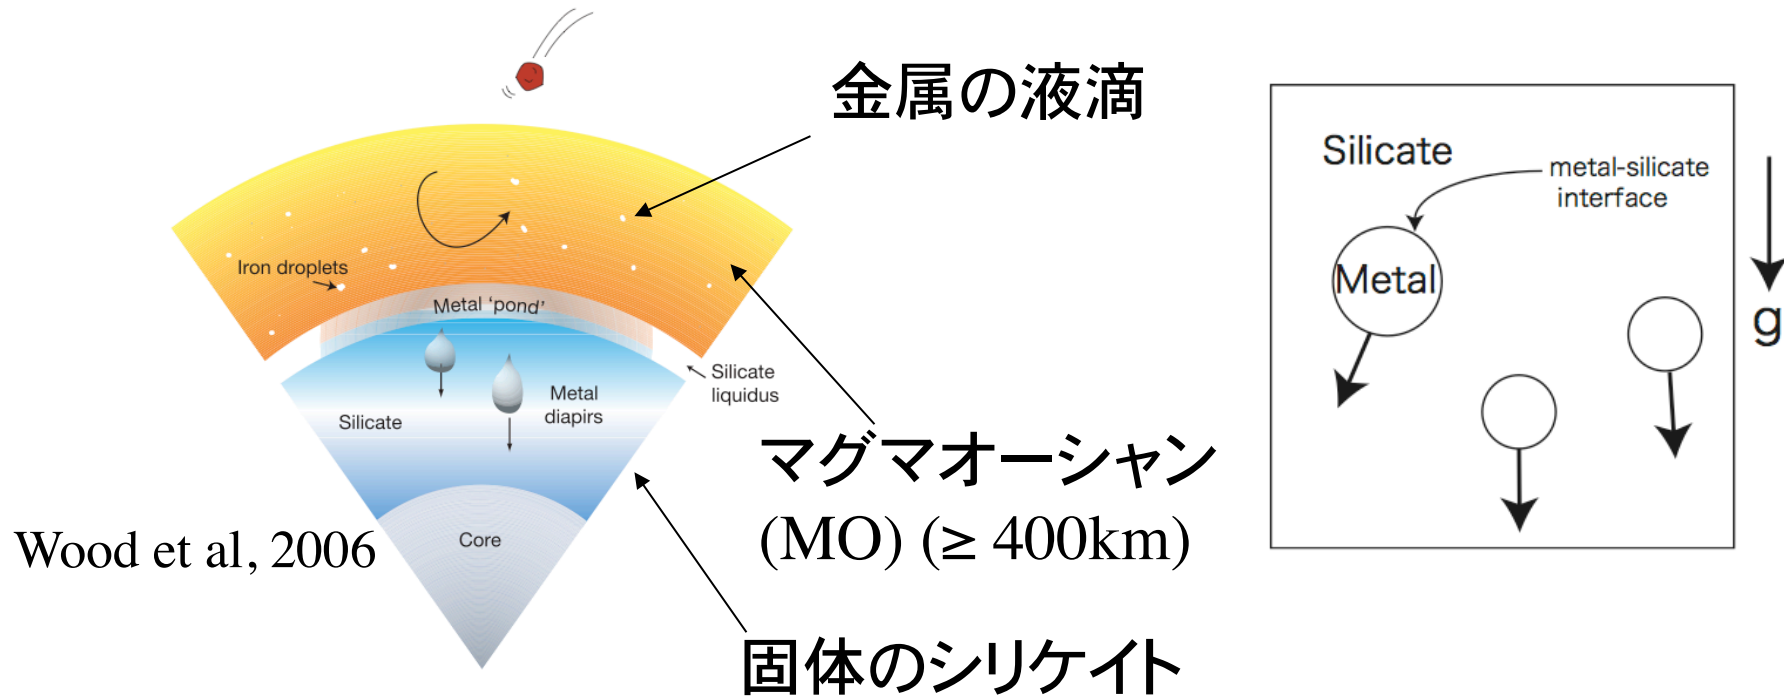 金属の液滴
Iron droplets
Metal 'pond'
Silicate
liquidus
Metal
diapirs
Silicate
Core
Wood et al, 2006
マグマオーシャン
(MO) (≥ 400km)
固体のシリケイト
Silicate
metal-silicate
interface
Metal
g